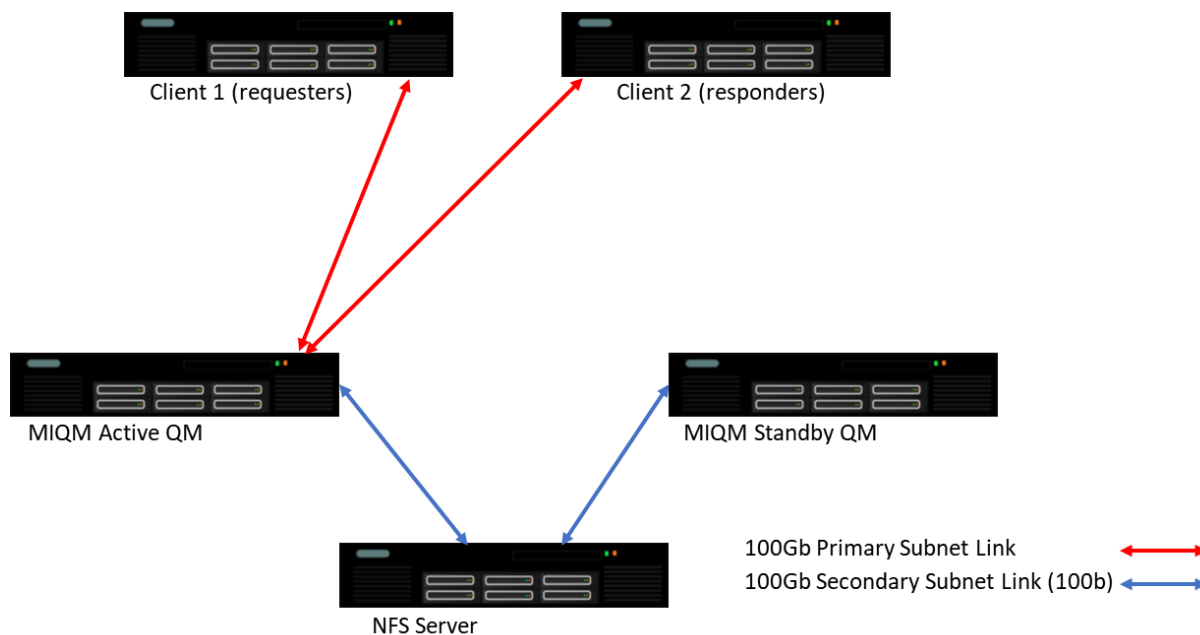 Client 1 (requesters)
Client 2 (responders)
MIQM Active QM
MIQM Standby QM
NFS Server
100Gb Primary Subnet Link
100Gb Secondary Subnet Link (100b)